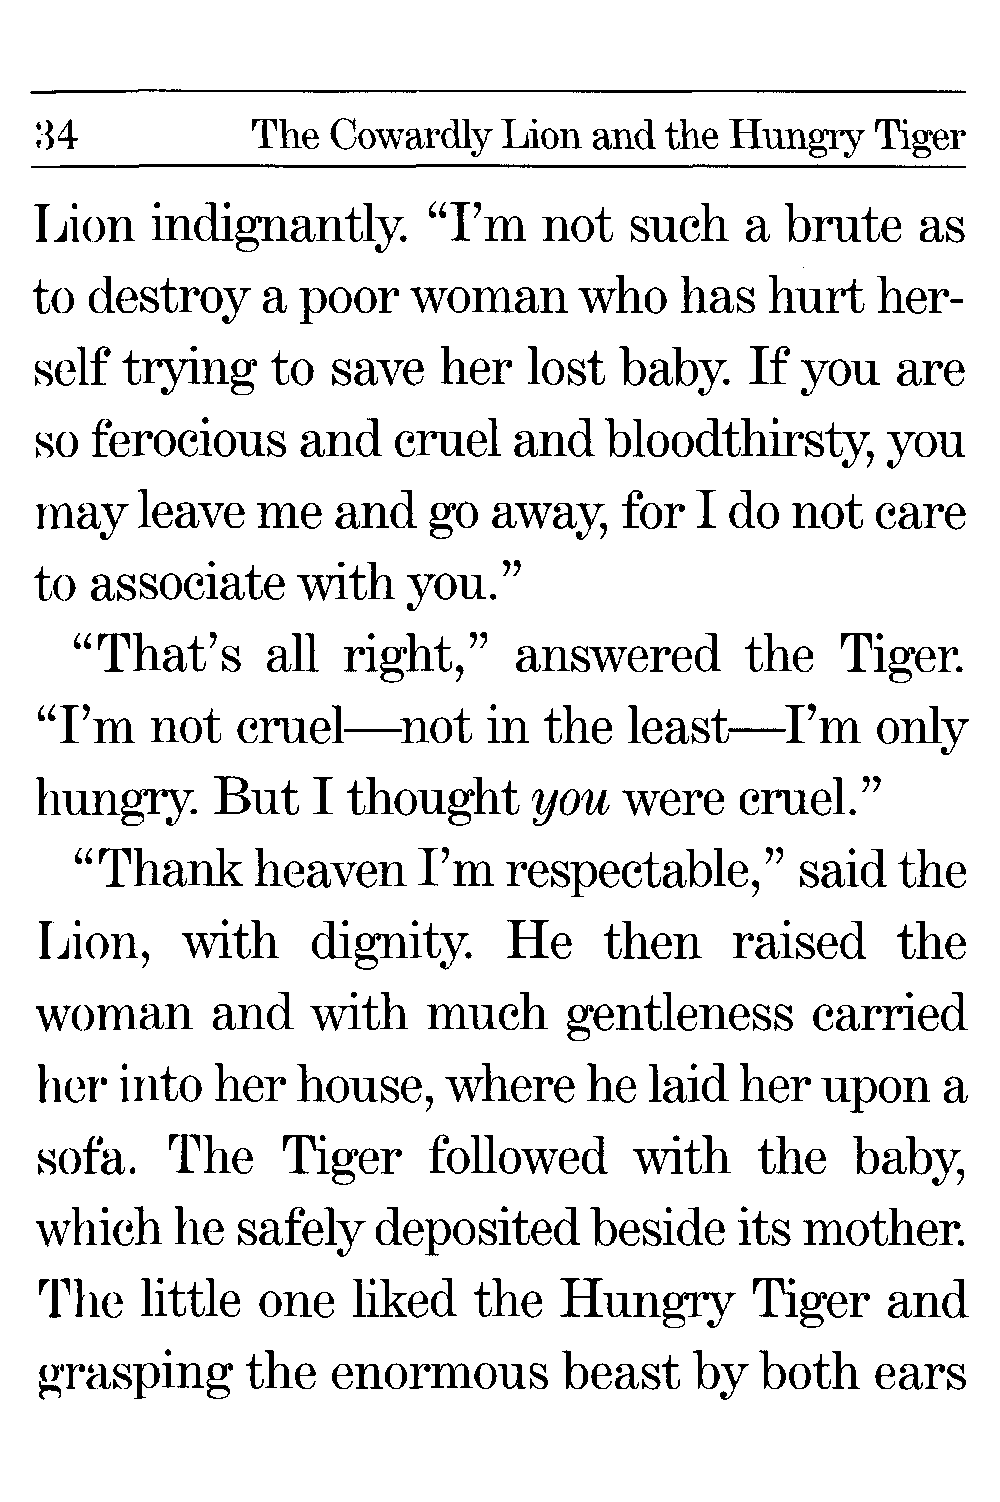 34 The Cowardly Lion and the Hungry Tiger
Lion indignantly. “I’m not such a brute as
to destroy a poor woman who has hurt her-
self trying to save her lost baby. If you are
so ferocious and cruel and bloodthirsty, you
may leave me and go away, for I do not care
to associate with you.”
“That’s all right,” answered the Tiger.
“I’m not cruel—not in the least—I’m only
hungry. But I thought you were cruel.”
“Thank heaven I’m respectable,” said the
Lion, with dignity. He then raised the
woman and with much gentleness carried
her into her house, where he laid her upon a
sofa. The Tiger followed with the baby,
which he safely deposited beside its mother.
The little one liked the Hungry Tiger and
grasping the enormous beast by both ears